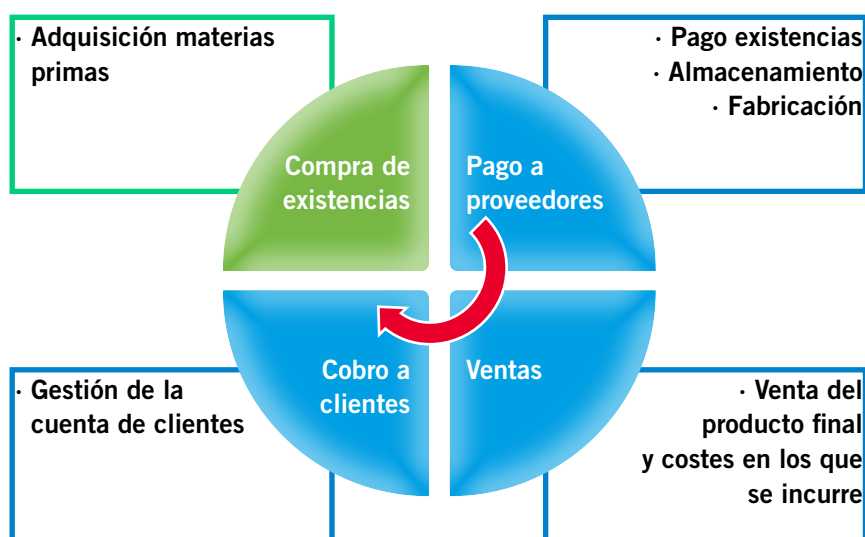 · Adquisición materias
primas
· Pago existencias
· Almacenamiento
· Fabricación
Compra de
existencias
Pago a
proveedores
Cobro a
clientes
Ventas
· Gestión de la
cuenta de clientes
· Venta del
producto final
y costes en los que
se incurre